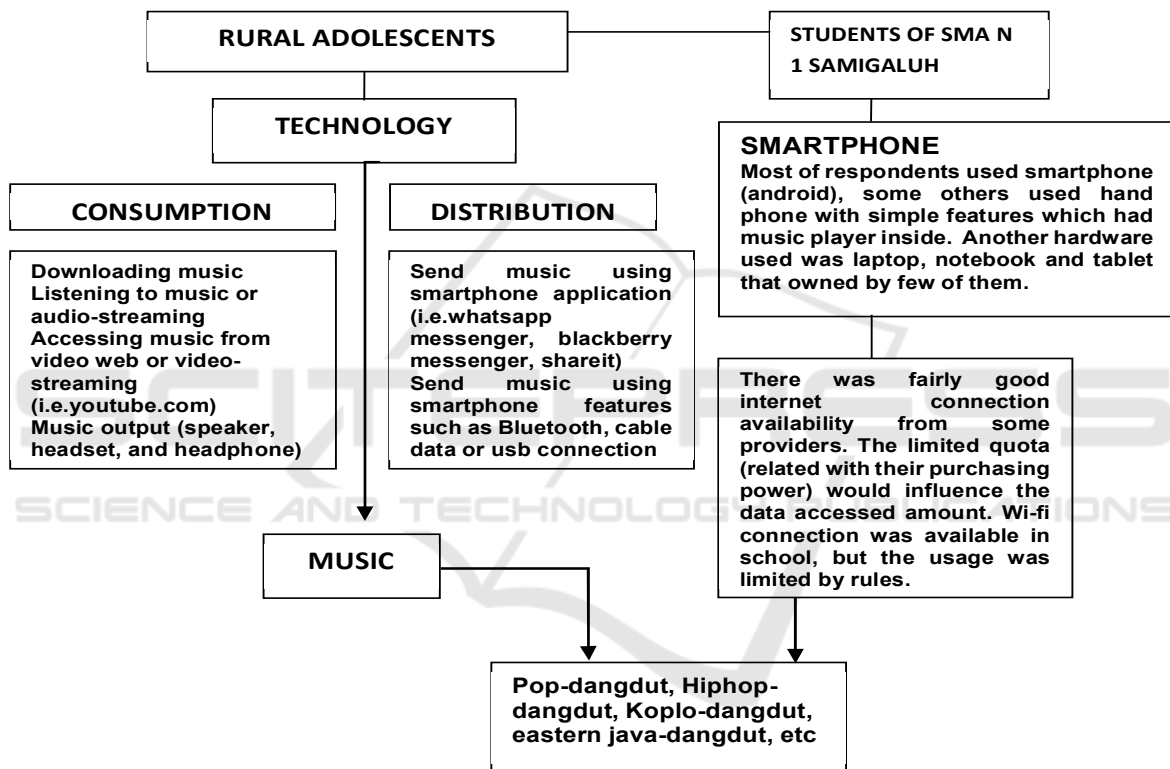 RURAL ADOLESCENTS
STUDENTS OF SMA N
1 SAMIGALUH
TECHNOLOGY
SMARTPHONE
Most of respondents used smartphone
(android), some others used hand
phone with simple features which had
music player inside. Another hardware
used was laptop, notebook and tablet
that owned by few of them.
CONSUMPTION
DISTRIBUTION
Downloading music
Listening to music or
audio-streaming
Accessing music from
video web or video-
streaming
(i.e.youtube.com)
Music output (speaker,
headset, and headphone)
Send music using
smartphone application
(i.e.whatsapp
messenger, blackberry
messenger, shareit)
Send music using
smartphone features
such as Bluetooth, cable
data or usb connection
There was fairly good
internet connection
availability from some
providers. The limited quota
(related with their purchasing
power) would influence the
data accessed amount. Wi-fi
connection was available in
school, but the usage was
limited by rules.
MUSIC
Pop-dangdut, Hiphop-
dangdut, Koplo-dangdut,
eastern java-dangdut, etc
SCITEPRESS
SCIENCE AND TECHNOLOGY PUBLICATIONS